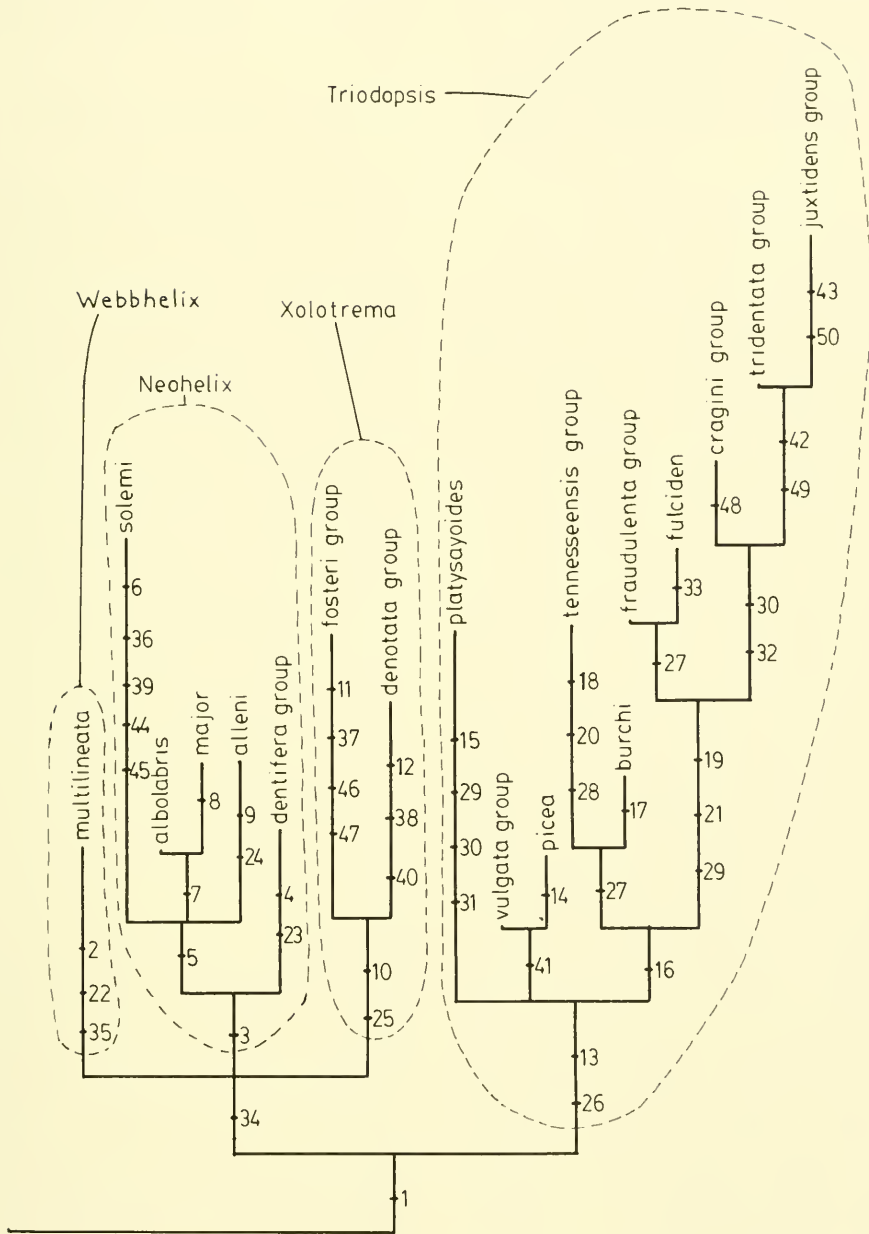 Triodopsis
Webbhelix
Xolotrema
Neohelix
multilineata
solemi
albolabris
major
alleni
dentifera group
fosteri group
denotata group
platysayoides
vulgata group
picea
tennesseensis group
burchi
fraudulenta group
fulciden
cragini group
tridentata group
juxtidens group
2
22
35
6
36
39
44
45
7
8
9
24
5
4
23
3
11
37
46
47
12
38
40
10
25
34
15
29
30
31
14
41
18
20
28
17
27
16
27
33
19
21
29
48
30
32
42
49
43
50
13
26
1